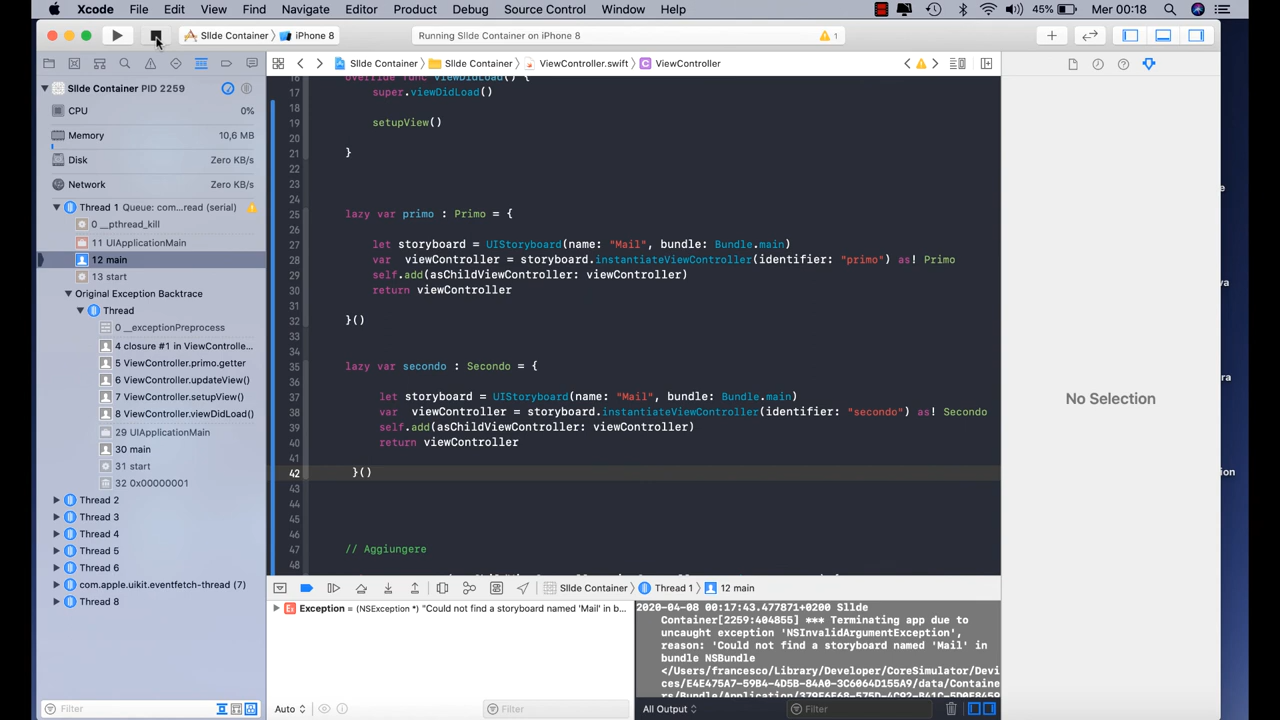 Xcode File Edit View Find Navigate Editor Product Debug Source Control Window Help 45% Mer 00:18
Sllde Container iPhone 8 Running Sllde Container on iPhone 8 1
Sllde Container Sllde Container ViewController.swift ViewController
Sllde Container PID 2259
CPU 0%
Memory 10,6 MB
Disk Zero KB/s
Network Zero KB/s
Thread 1 Queue: com...read (serial)
0 __pthread_kill
11 UIApplicationMain
12 main
13 start
Original Exception Backtrace
Thread
0 __exceptionPreprocess
4 closure #1 in ViewControlle...
5 ViewController.primo.getter
6 ViewController.updateView()
7 ViewController.setupView()
8 ViewController.viewDidLoad()
29 UIApplicationMain
30 main
31 start
32 0x00000001
Thread 2
Thread 3
Thread 4
Thread 5
Thread 6
com.apple.uikit.eventfetch-thread (7)
Thread 8
Filter
16 override func viewDidLoad() {
17 super.viewDidLoad()
18
19 setupView()
20
21 }
22
23
24
25 lazy var primo : Primo = {
26
27 let storyboard = UIStoryboard(name: "Mail", bundle: Bundle.main)
28 var viewController = storyboard.instantiateViewController(identifier: "primo") as! Primo
29 self.add(asChildViewController: viewController)
30 return viewController
31
32 }()
33
34
35 lazy var secondo : Secondo = {
36
37 let storyboard = UIStoryboard(name: "Mail", bundle: Bundle.main)
38 var viewController = storyboard.instantiateViewController(identifier: "secondo") as! Secondo
39 self.add(asChildViewController: viewController)
40 return viewController
41
42 }()
43
44
45
46
47 // Aggiungere
48
No Selection
Sllde Container Thread 1 12 main
Exception = (NSException *) "Could not find a storyboard named 'Mail' in b...
2020-04-08 00:17:43.477871+0200 Sllde
Container[2259:404855] *** Terminating app due to
uncaught exception 'NSInvalidArgumentException',
reason: 'Could not find a storyboard named 'Mail' in
bundle NSBundle
</Users/francesco/Library/Developer/CoreSimulator/Devi
ces/E4E475A7-59B4-4D5B-84A0-3C6064D155A9/data/Contain
Auto Filter All Output Filter